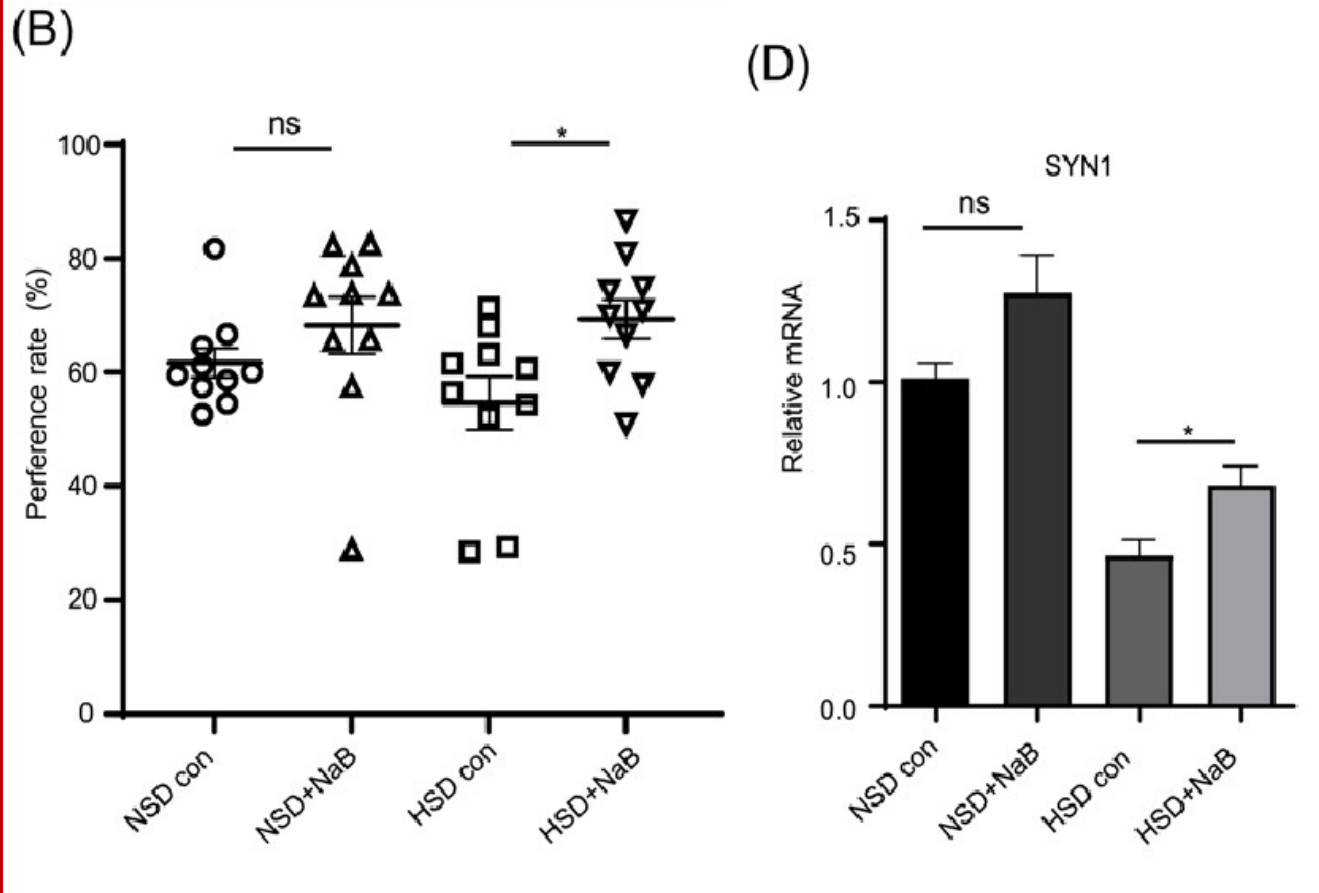 (B)
ns
*
100
80
60
40
20
0
Perference rate (%)
NSD con
NSD+NaB
HSD con
HSD+NaB
(D)
SYN1
ns
*
1.5
1.0
0.5
0.0
Relative mRNA
NSD con
NSD+NaB
HSD con
HSD+NaB